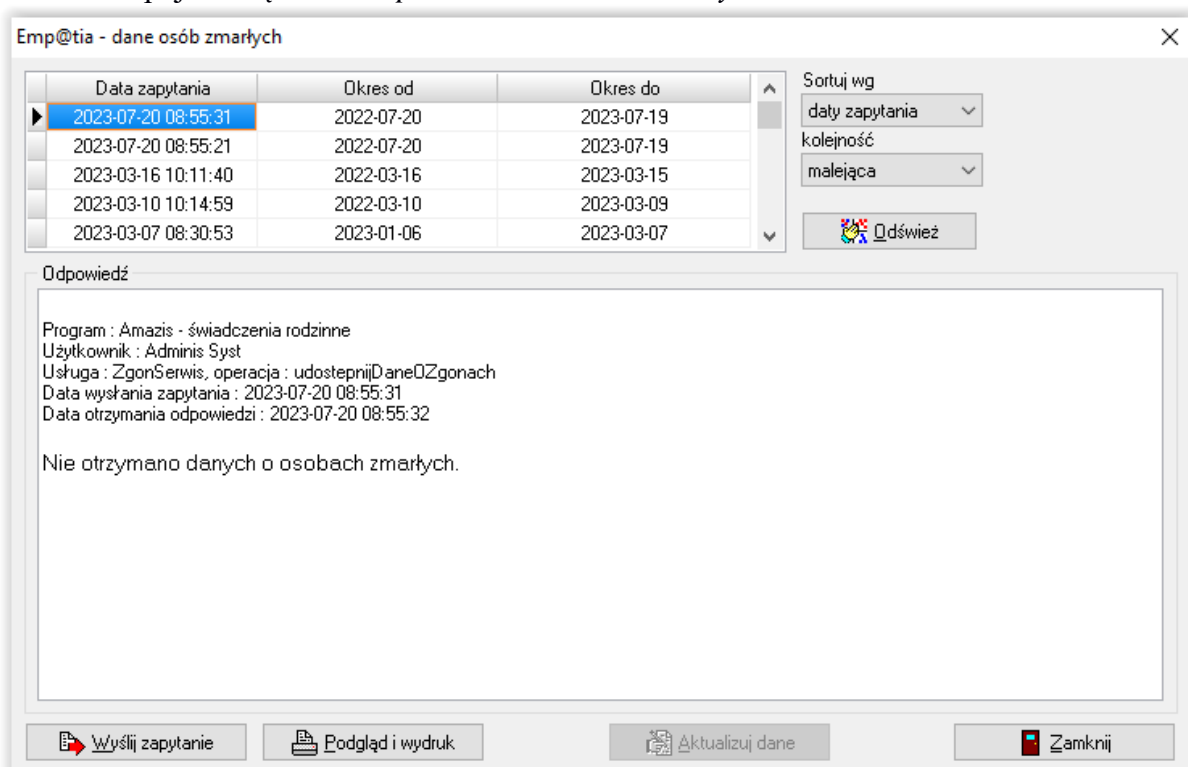 Emp@tia - dane osób zmarłych
Data zapytania Okres od Okres do
2023-07-20 08:55:31 2022-07-20 2023-07-19
2023-07-20 08:55:21 2022-07-20 2023-07-19
2023-03-16 10:11:40 2022-03-16 2023-03-15
2023-03-10 10:14:59 2022-03-10 2023-03-09
2023-03-07 08:30:53 2023-01-06 2023-03-07
Sortuj wg
daty zapytania
kolejność
malejąca
Odśwież
Odpowiedź
Program : Amazis - świadczenia rodzinne
Użytkownik : Adminis Syst
Usługa : ZgonSerwis, operacja : udostepnijDaneOZgonach
Data wysłania zapytania : 2023-07-20 08:55:31
Data otrzymania odpowiedzi : 2023-07-20 08:55:32
Nie otrzymano danych o osobach zmarłych.
Wyślij zapytanie Podgląd i wydruk Aktualizuj dane Zamknij